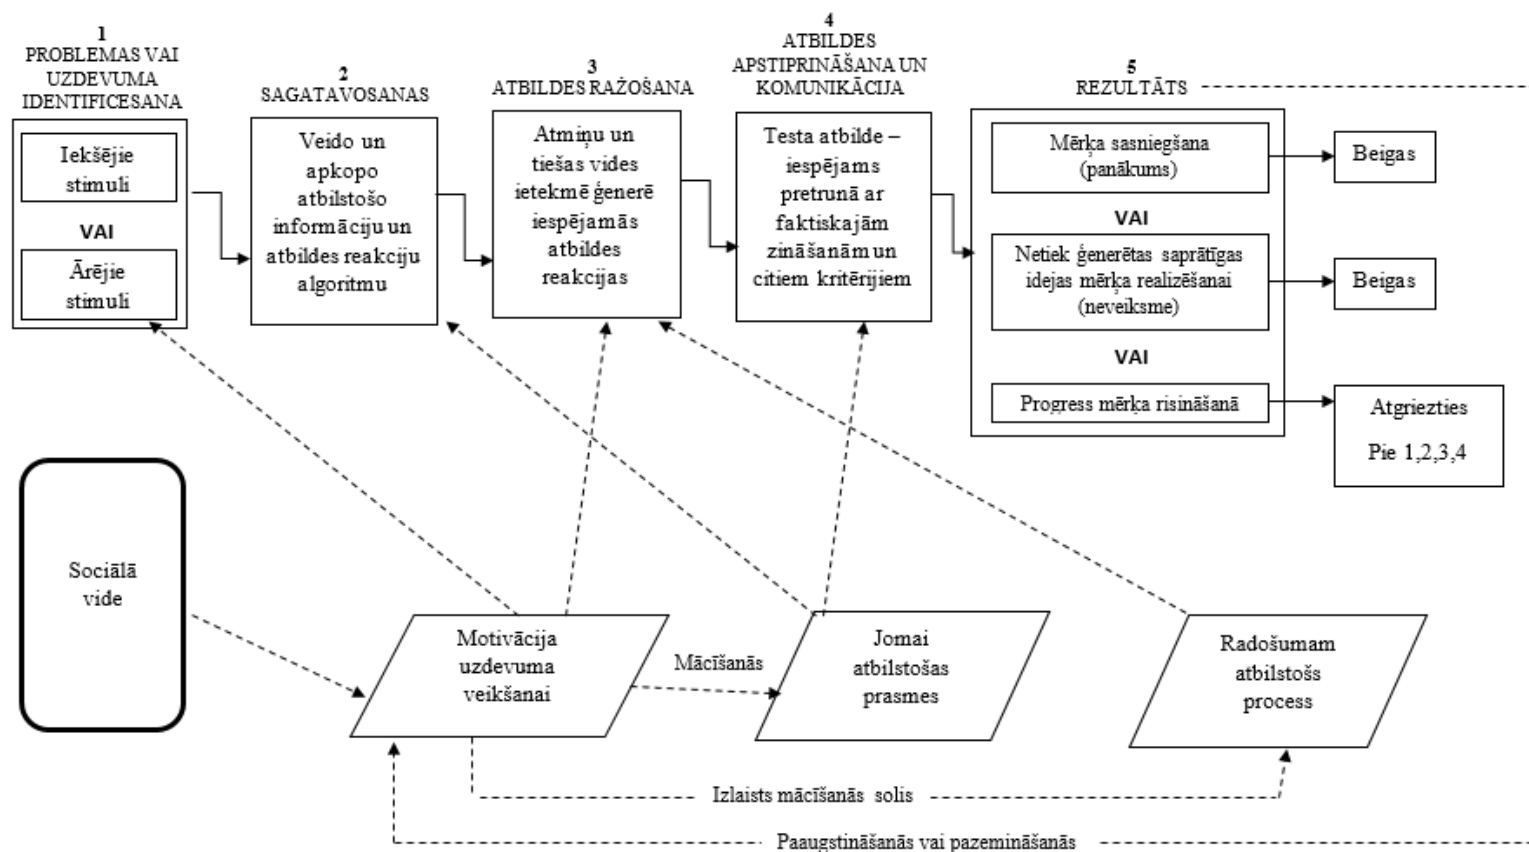 1
PROBLEMAS VAI
UZDEVUMA
IDENTIFICESANA
Iekšējie
stimuli
VAI
Ārējie
stimuli
2
SAGATAVOSANAS
Veido un
apkopo
atbilstošo
informāciju un
atbildes reakciju
algoritmu
3
ATBILDES RAŽOŠANA
Atmiņu un
tiešas vides
ietekmē ģenerē
iespējamās
atbildes
reakcijas
4
ATBILDES
APSTIPRINĀŠANA UN
KOMUNIKĀCIJA
Testa atbilde –
iespējams
pretrunā ar
faktiskajām
zināšanām un
citiem kritērijiem
5
REZULTĀTS
Mērķa sasniegšana
(panākums)
VAI
Netiek ģenerētas saprātīgas
idejas mērķa realizēšanai
(neveiksme)
VAI
Progress mērķa risināšanā
Beigas
Beigas
Atgriezties
Pie 1,2,3,4
Sociālā
vide
Motivācija
uzdevuma
veikšanai
Mācīšanās
Jomai
atbilstošas
prasmes
Radošumam
atbilstošs
process
Izlaists mācīšanās solis
Paaugstināšanās vai pazemināšanās